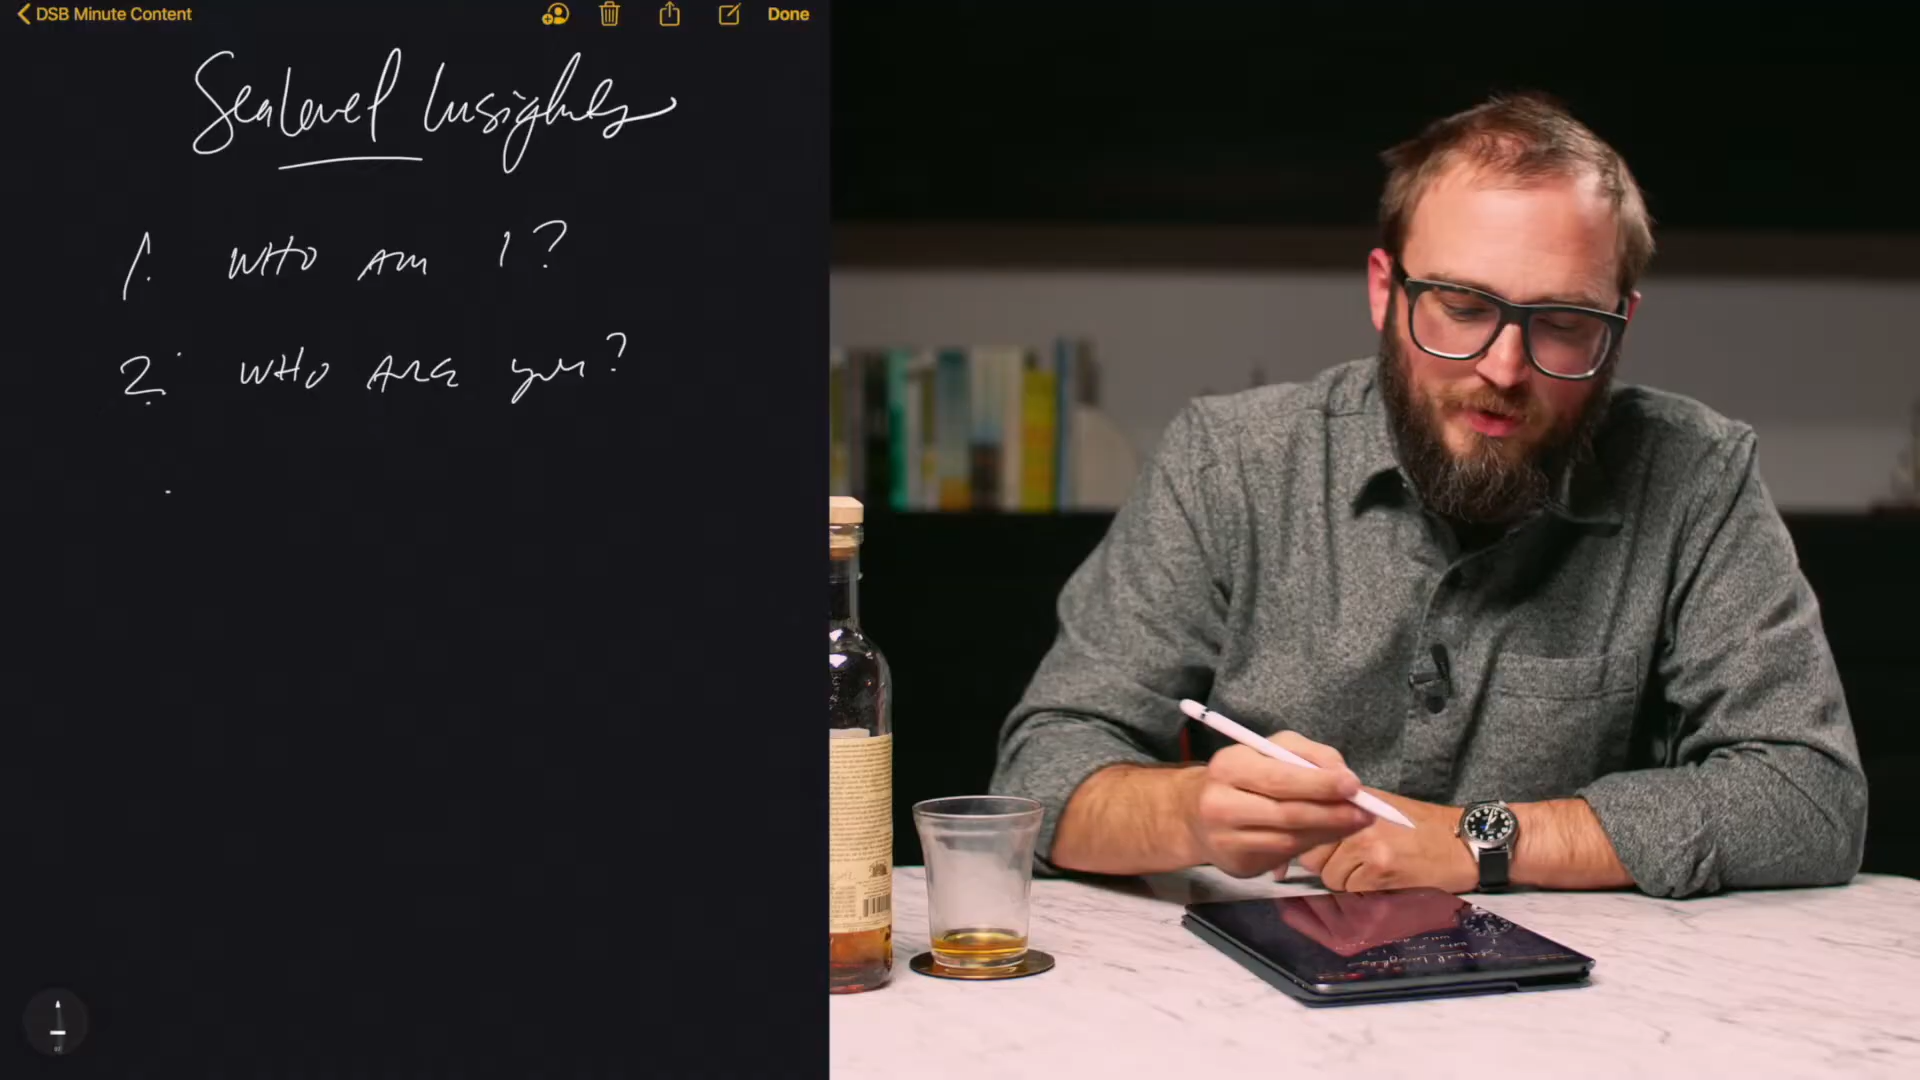 DSB Minute Content
Done
Sealevel Insights
1. WHO AM I?
2. WHO ARE you?